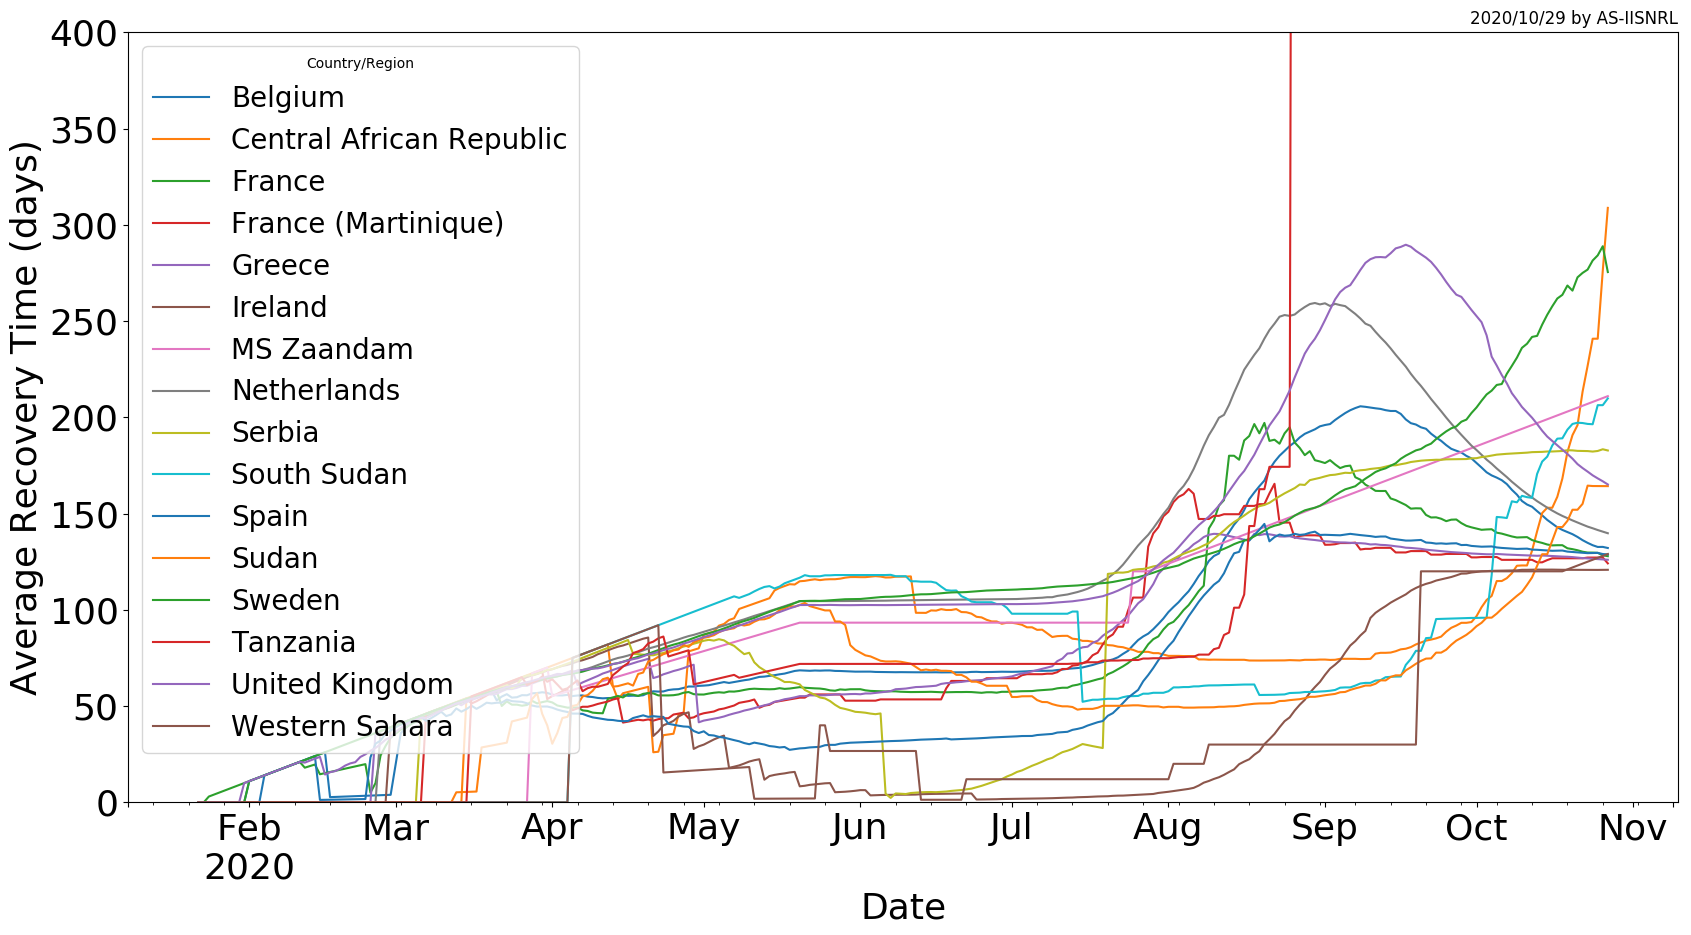 2020/10/29 by AS-IISNRL
400
350
300
250
200
150
100
50
0
Average Recovery Time (days)
Country/Region
Belgium
Central African Republic
France
France (Martinique)
Greece
Ireland
MS Zaandam
Netherlands
Serbia
South Sudan
Spain
Sudan
Sweden
Tanzania
United Kingdom
Western Sahara
Feb Mar Apr May Jun Jul Aug Sep Oct Nov
2020
Date